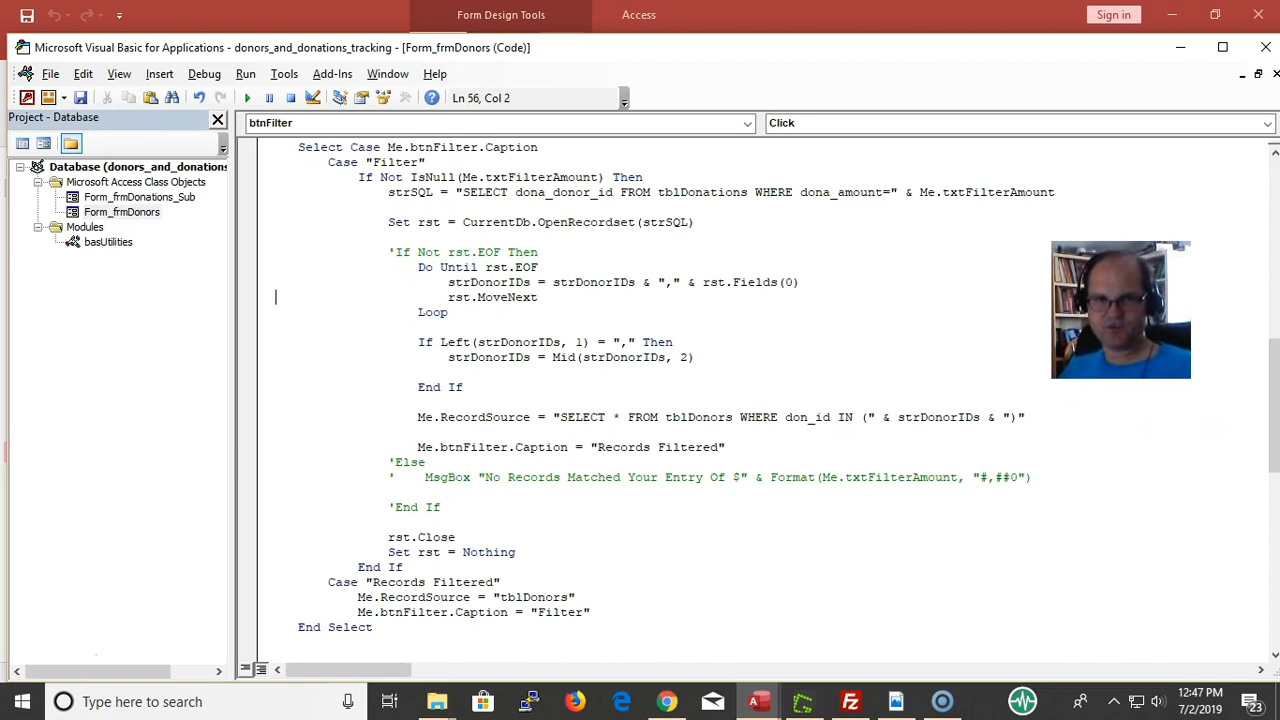 Form Design Tools
Access
Sign in
Microsoft Visual Basic for Applications - donors_and_donations_tracking - [Form_frmDonors (Code)]
File Edit View Insert Debug Run Tools Add-Ins Window Help
Ln 56, Col 2
Project - Database
btnFilter
Click
Database (donors_and_donations
Microsoft Access Class Objects
Form_frmDonations_Sub
Form_frmDonors
Modules
basUtilities
Select Case Me.btnFilter.Caption
Case "Filter"
If Not IsNull(Me.txtFilterAmount) Then
strSQL = "SELECT dona_donor_id FROM tblDonations WHERE dona_amount=" & Me.txtFilterAmount
Set rst = CurrentDb.OpenRecordset(strSQL)
'If Not rst.EOF Then
Do Until rst.EOF
strDonorIDs = strDonorIDs & "," & rst.Fields(0)
rst.MoveNext
Loop
If Left(strDonorIDs, 1) = "," Then
strDonorIDs = Mid(strDonorIDs, 2)
End If
Me.RecordSource = "SELECT * FROM tblDonors WHERE don_id IN (" & strDonorIDs & ")"
Me.btnFilter.Caption = "Records Filtered"
'Else
' MsgBox "No Records Matched Your Entry Of $" & Format(Me.txtFilterAmount, "#,##0")
'End If
rst.Close
Set rst = Nothing
End If
Case "Records Filtered"
Me.RecordSource = "tblDonors"
Me.btnFilter.Caption = "Filter"
End Select
Type here to search
12:47 PM
7/2/2019
23